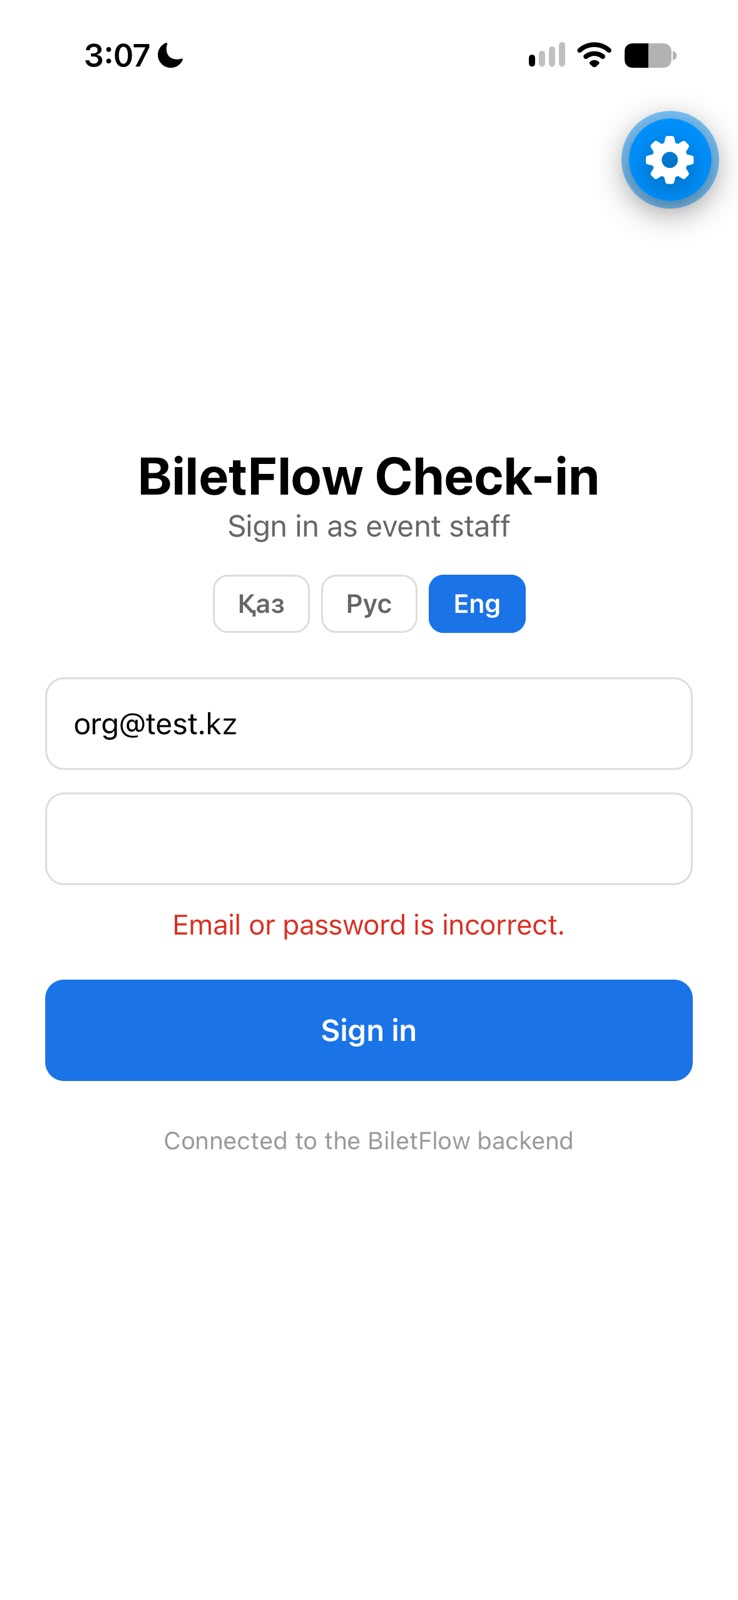 3:07
BiletFlow Check-in
Sign in as event staff
Қаз Рус Eng
org@test.kz
Email or password is incorrect.
Sign in
Connected to the BiletFlow backend